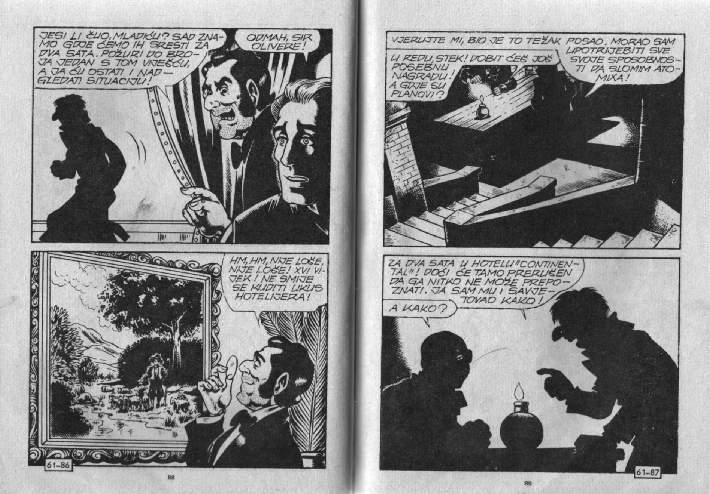 JESI LI ČUO, MLADIĆU? SAD ZNA-
MO GDJE ĆEMO IH SRESTI ZA
DVA SATA. POŽURI DO BRO-
JA JEDAN S TOM VIJEŠĆU,
A JA ĆU OSTATI I NAD-
GLEDATI SITUACIJU!
ODMAH, SIR
OLIVERE!
HM, HM, NIJE LOŠE,
NIJE LOŠE! XVI VI-
JEK! NE SMIJE
SE KUDITI UKUS
HOTELIJERA!
61-86
88
VJERUJTE MI, BIO JE TO TEŽAK POSAO, MORAO SAM
UPOTRIJEBITI SVE
SVOJE SPOSOBNOS-
TI DA SLOMIM ATO-
MIXA!
U REDU, STEK! DOBIT ĆEŠ JOŠ
POSEBNU
NAGRADU!
A GDJE SU
PLANOVI?
ZA DVA SATA U HOTELU "CONTINEN-
TAL"! DOĆI ĆE TAMO PRERUŠEN
DA GA NITKO NE MOŽE PREPO-
ZNATI. JA SAM MU I SAVJE-
TOVAO KAKO!
A KAKO?
61-87